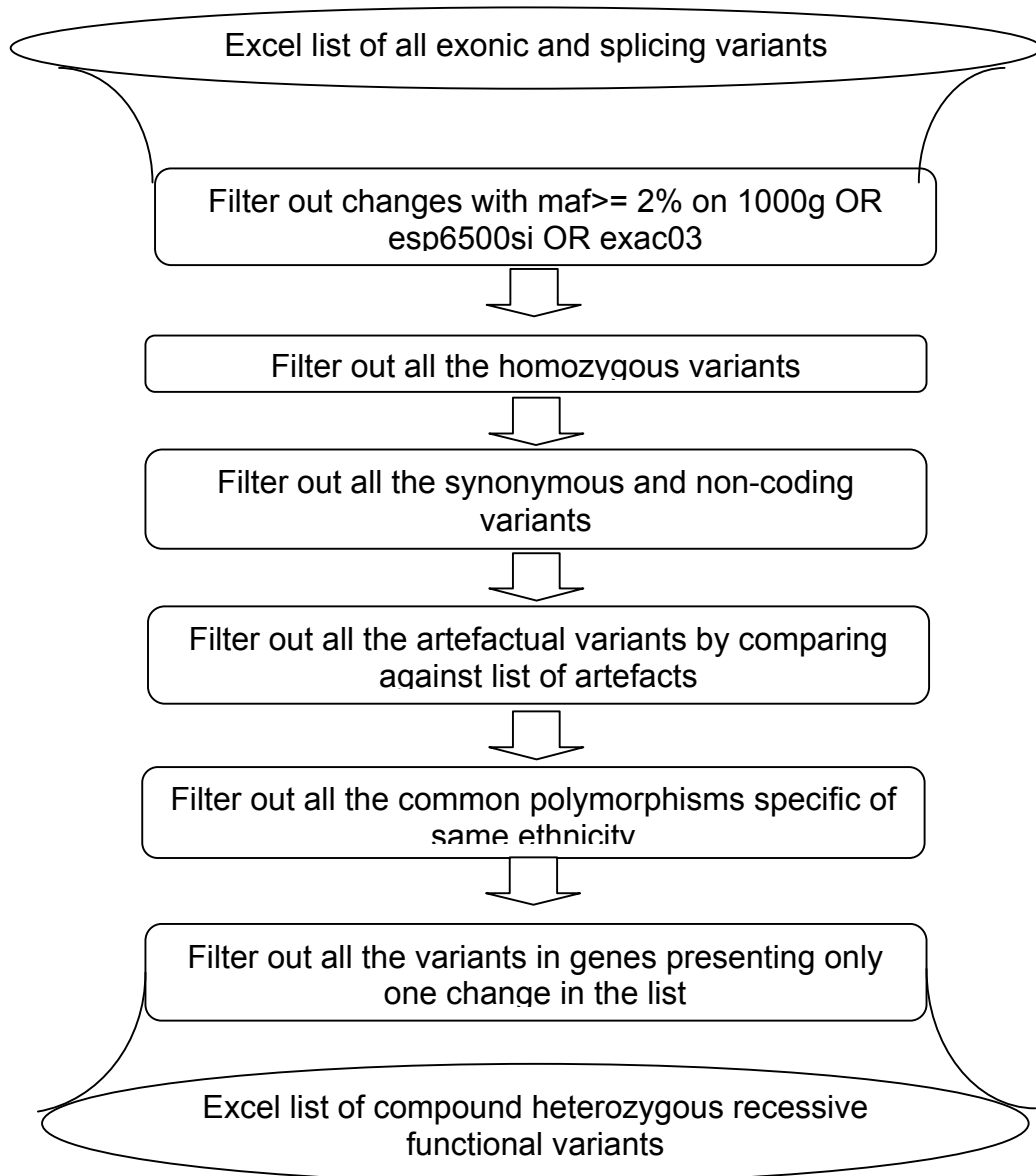 Excel list of all exonic and splicing variants
Filter out changes with maf>= 2% on 1000g OR
esp6500si OR exac03
Filter out all the homozygous variants
Filter out all the synonymous and non-coding
variants
Filter out all the artefactual variants by comparing
against list of artefacts
Filter out all the common polymorphisms specific of
same ethnicity
Filter out all the variants in genes presenting only
one change in the list
Excel list of compound heterozygous recessive
functional variants